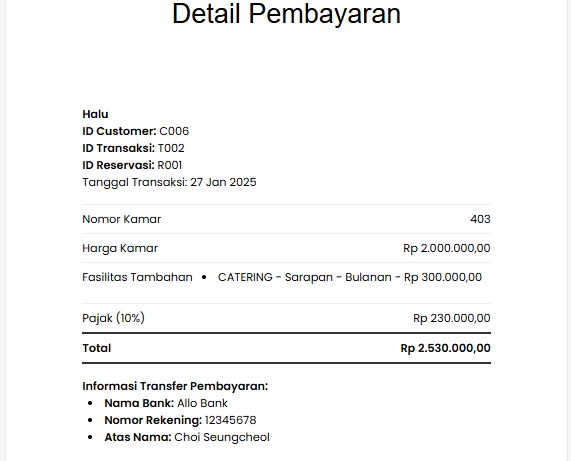 Detail Pembayaran
Halu
ID Customer: C006
ID Transaksi: T002
ID Reservasi: R001
Tanggal Transaksi: 27 Jan 2025
Nomor Kamar 403
Harga Kamar Rp 2.000.000,00
Fasilitas Tambahan • CATERING - Sarapan - Bulanan - Rp 300.000,00
Pajak (10%) Rp 230.000,00
Total Rp 2.530.000,00
Informasi Transfer Pembayaran:
• Nama Bank: Allo Bank
• Nomor Rekening: 12345678
• Atas Nama: Choi Seungcheol